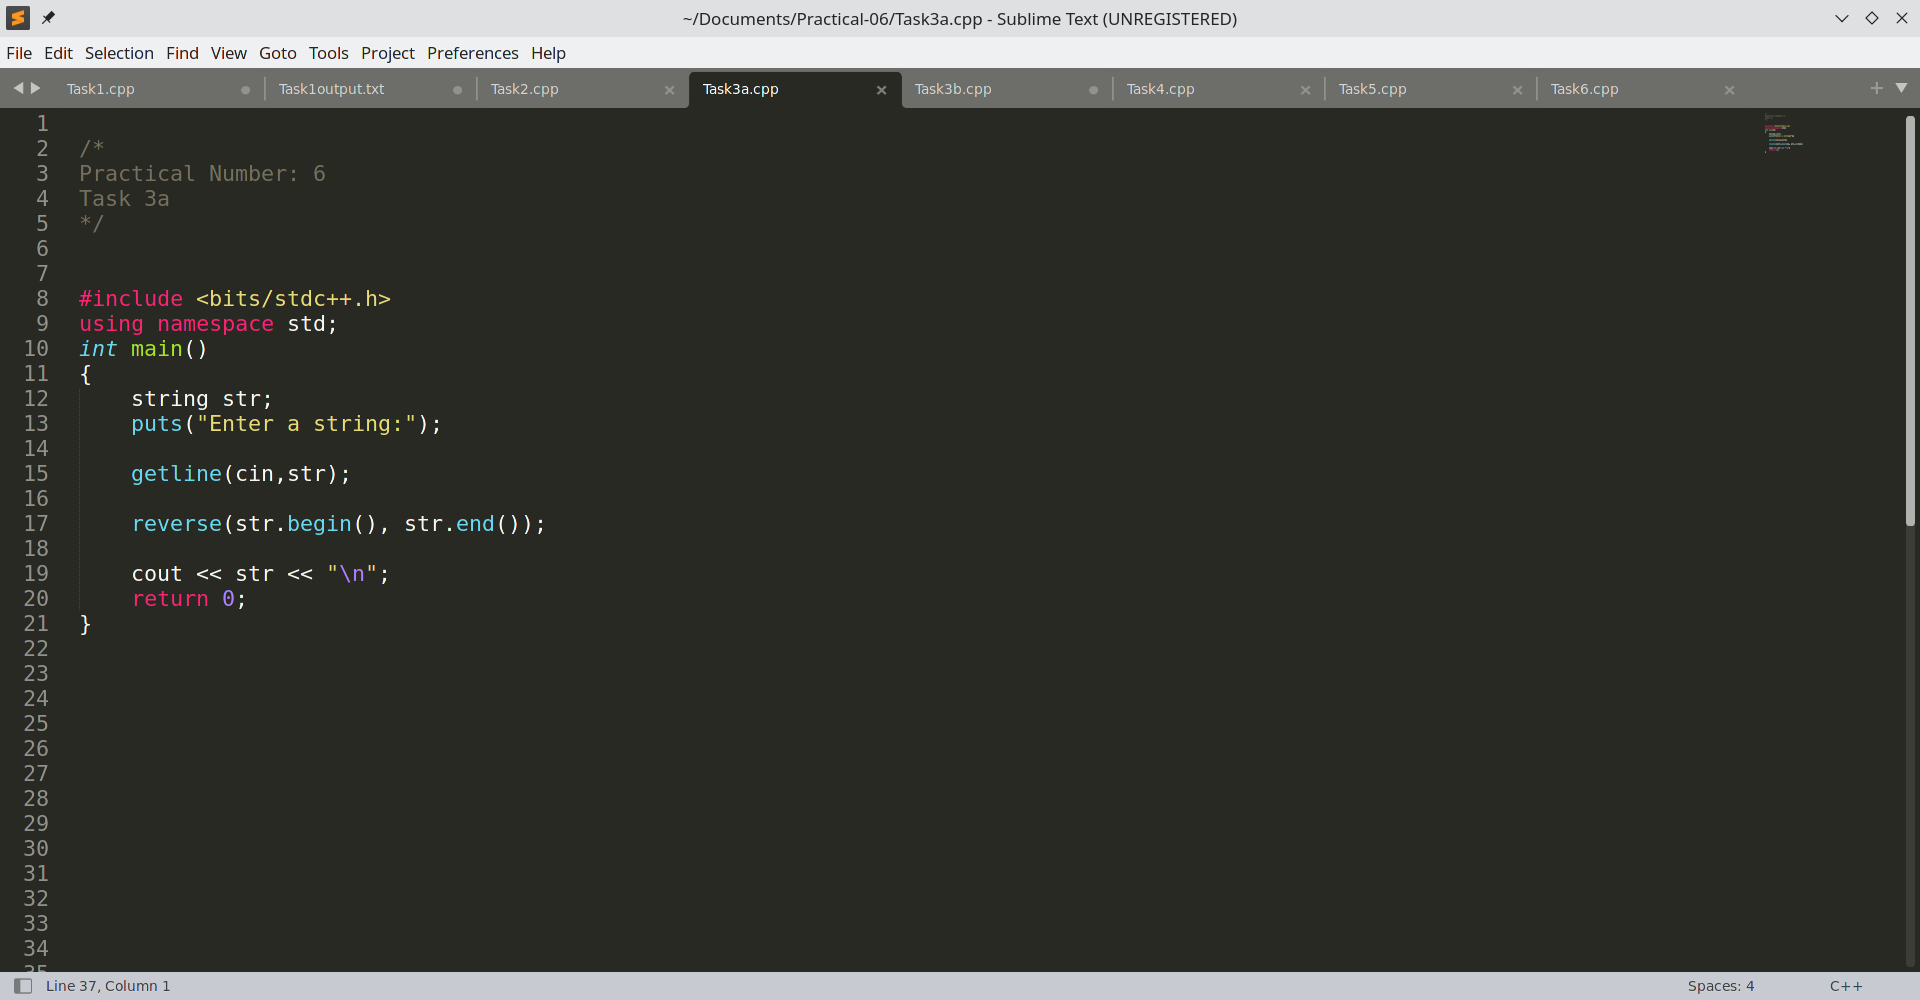 ~/Documents/Practical-06/Task3a.cpp - Sublime Text (UNREGISTERED)
File Edit Selection Find View Goto Tools Project Preferences Help
Task1.cpp Task1output.txt Task2.cpp Task3a.cpp Task3b.cpp Task4.cpp Task5.cpp Task6.cpp
1
2 /*
3 Practical Number: 6
4 Task 3a
5 */
6
7
8 #include <bits/stdc++.h>
9 using namespace std;
10 int main()
11 {
12     string str;
13     puts("Enter a string:");
14
15     getline(cin,str);
16
17     reverse(str.begin(), str.end());
18
19     cout << str << "\n";
20     return 0;
21 }
22
23
24
25
26
27
28
29
30
31
32
33
34
35
Line 37, Column 1 Spaces: 4 C++